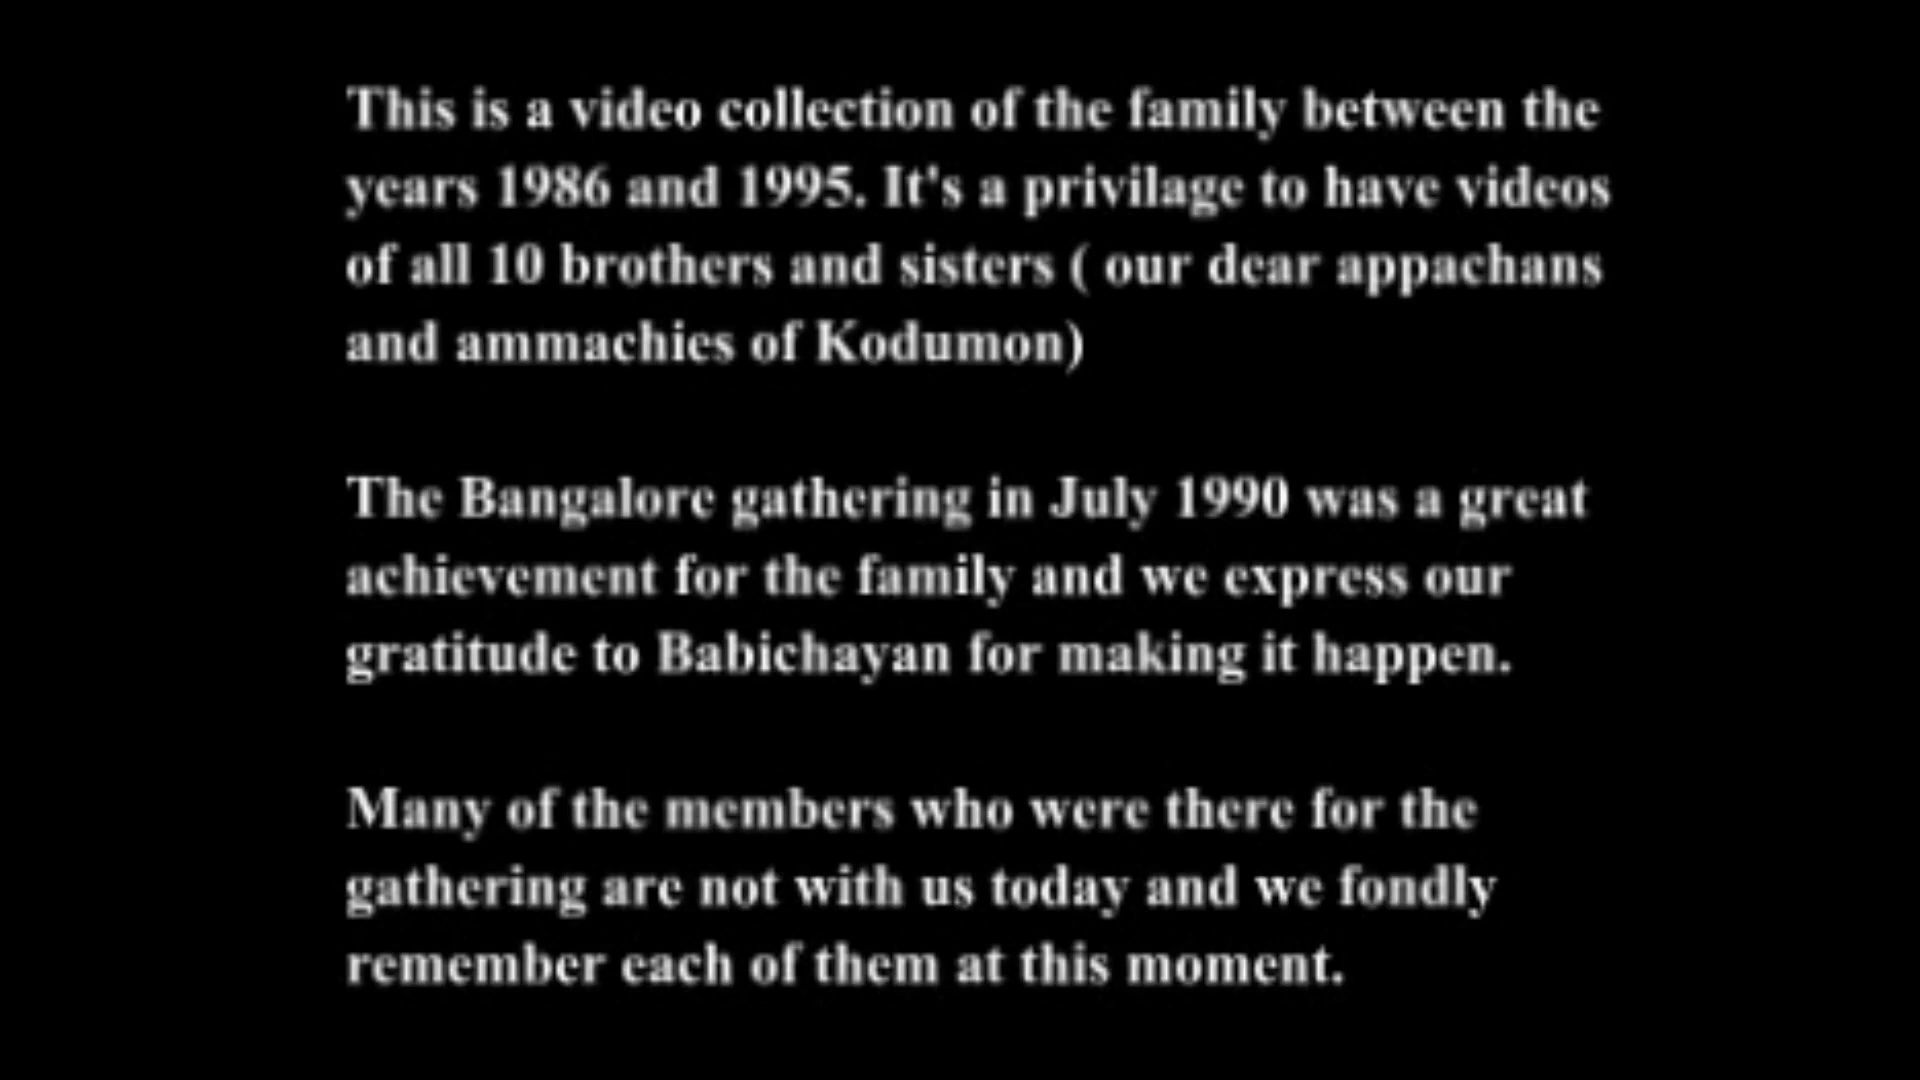 This is a video collection of the family between the
years 1986 and 1995. It's a privilage to have videos
of all 10 brothers and sisters ( our dear appachans
and ammachies of Kodumon)
The Bangalore gathering in July 1990 was a great
achievement for the family and we express our
gratitude to Babichayan for making it happen.
Many of the members who were there for the
gathering are not with us today and we fondly
remember each of them at this moment.